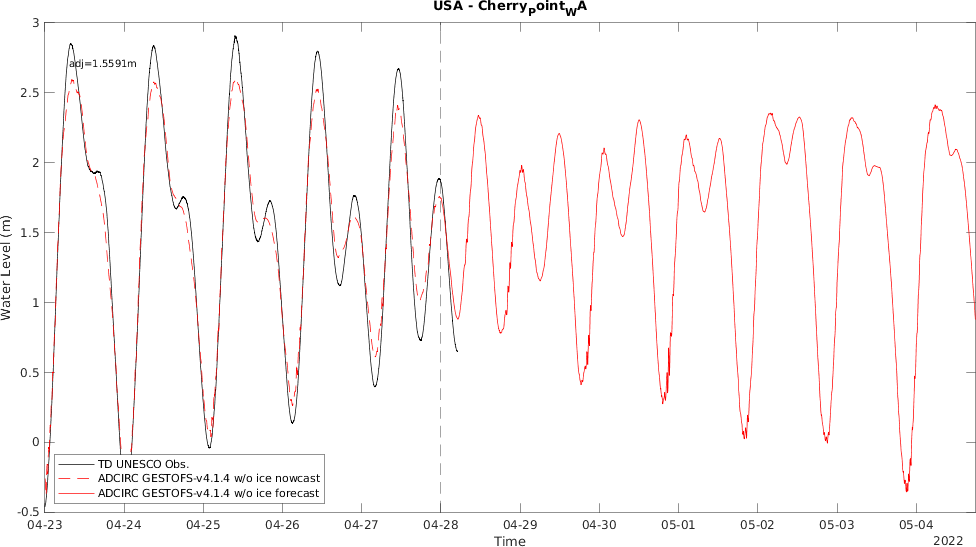 USA - Cherry_Point_WA
adj=1.5591m
Water Level (m)
3
2.5
2
1.5
1
0.5
0
-0.5
TD UNESCO Obs.
ADCIRC GESTOFS-v4.1.4 w/o ice nowcast
ADCIRC GESTOFS-v4.1.4 w/o ice forecast
04-23 04-24 04-25 04-26 04-27 04-28 04-29 04-30 05-01 05-02 05-03 05-04
Time
2022